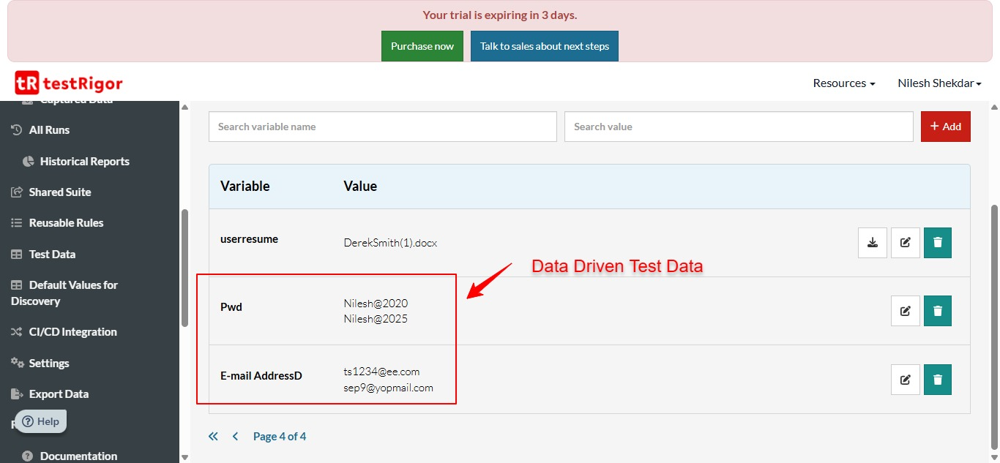 Your trial is expiring in 3 days.
Purchase now
Talk to sales about next steps
tR testRigor
Resources
Nilesh Shekdar
Captured Data
All Runs
Historical Reports
Shared Suite
Reusable Rules
Test Data
Default Values for
Discovery
CI/CD Integration
Settings
Export Data
Help
Documentation
Search variable name
Search value
+ Add
Variable Value
userresume DerekSmith(1).docx
Data Driven Test Data
Pwd Nilesh@2020
Nilesh@2025
E-mail AddressD ts1234@ee.com
sep9@yopmail.com
« ‹ Page 4 of 4